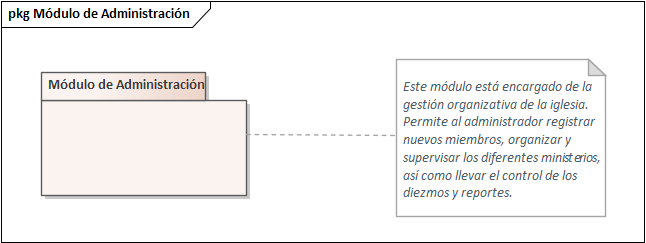 pkg Módulo de Administración
Módulo de Administración
Este módulo está encargado de la
gestión organizativa de la iglesia.
Permite al administrador registrar
nuevos miembros, organizar y
supervisar los diferentes ministerios,
así como llevar el control de los
diezmos y reportes.